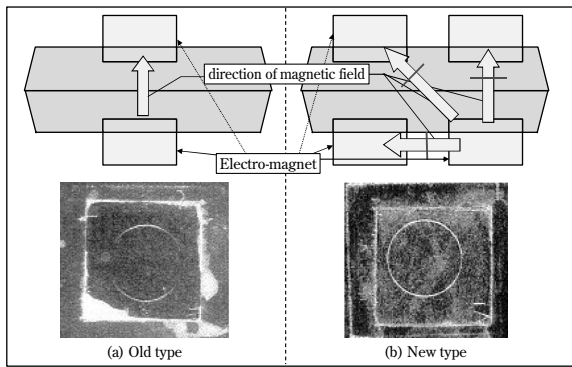 direction of magnetic field
Electro-magnet
(a) Old type
(b) New type